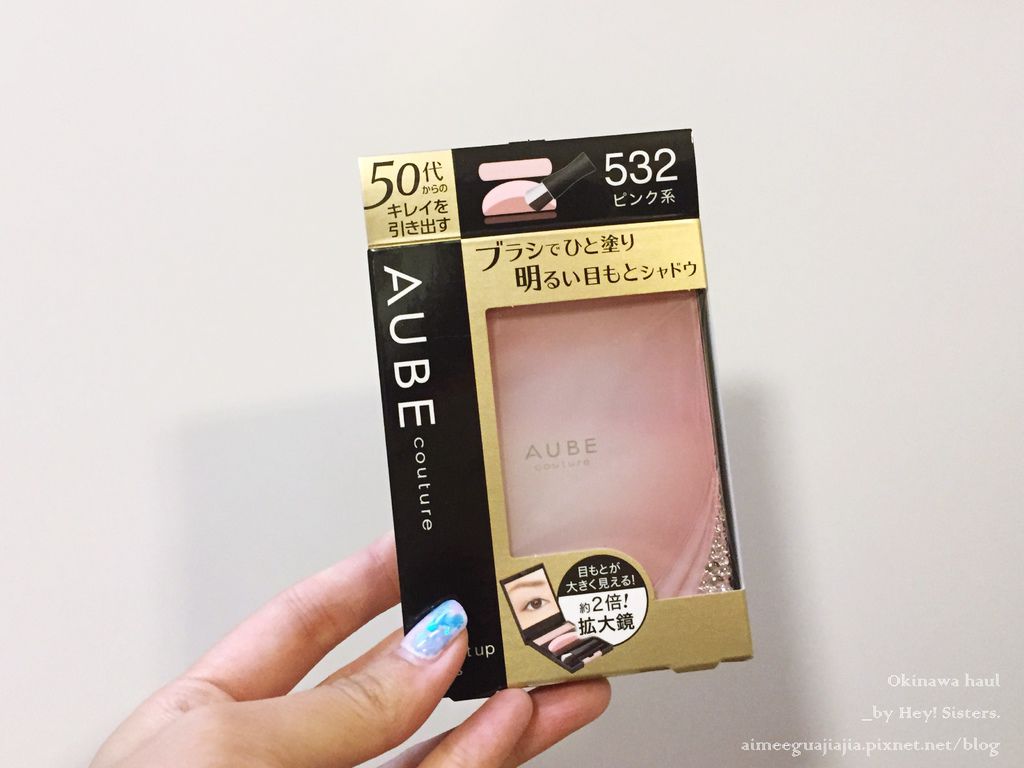 50代
からの
キレイを
引き出す
532
ピンク系
ブラシでひと塗り
明るい目もとシャドウ
AUBE
couture
AUBE
couture
目もとが
大きく見える!
約2倍!
拡大鏡
Okinawa haul
_by Hey! Sisters.
aimeeguajiajia.pixnet.net/blog